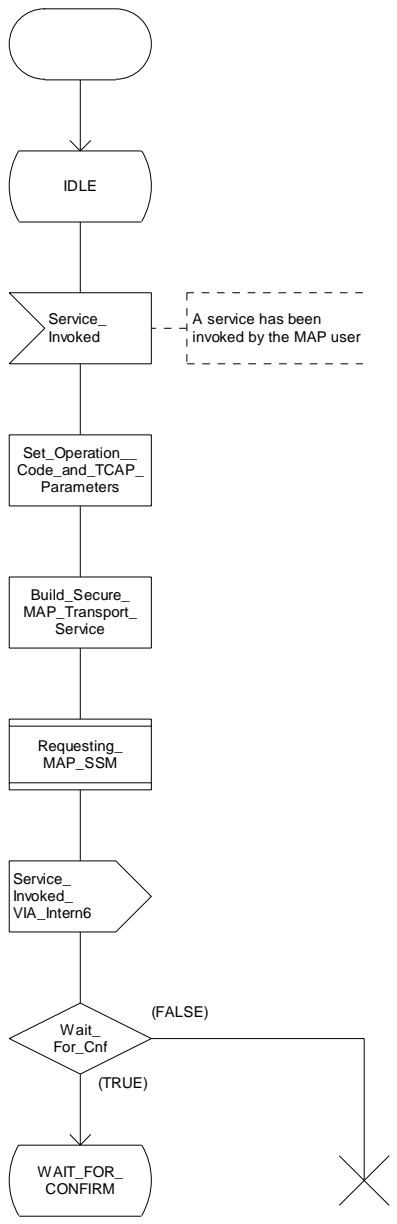 IDLE
Service_
Invoked
A service has been
invoked by the MAP user
Set_Operation__
Code_and_TCAP_
Parameters
Build_Secure_
MAP_Transport_
Service
Requesting_
MAP_SSM
Service_
Invoked_
VIA_Intern6
(FALSE)
Wait_
For_Cnf
(TRUE)
WAIT_FOR_
CONFIRM